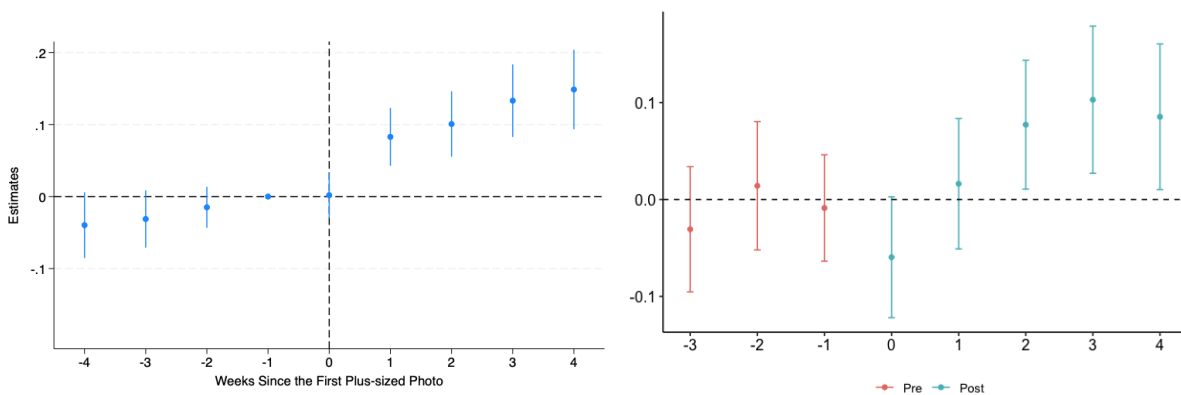 .2
.1
0
-.1
Estimates
-4 -3 -2 -1 0 1 2 3 4
Weeks Since the First Plus-sized Photo
0.1
0.0
-0.1
-3 -2 -1 0 1 2 3 4
Pre Post